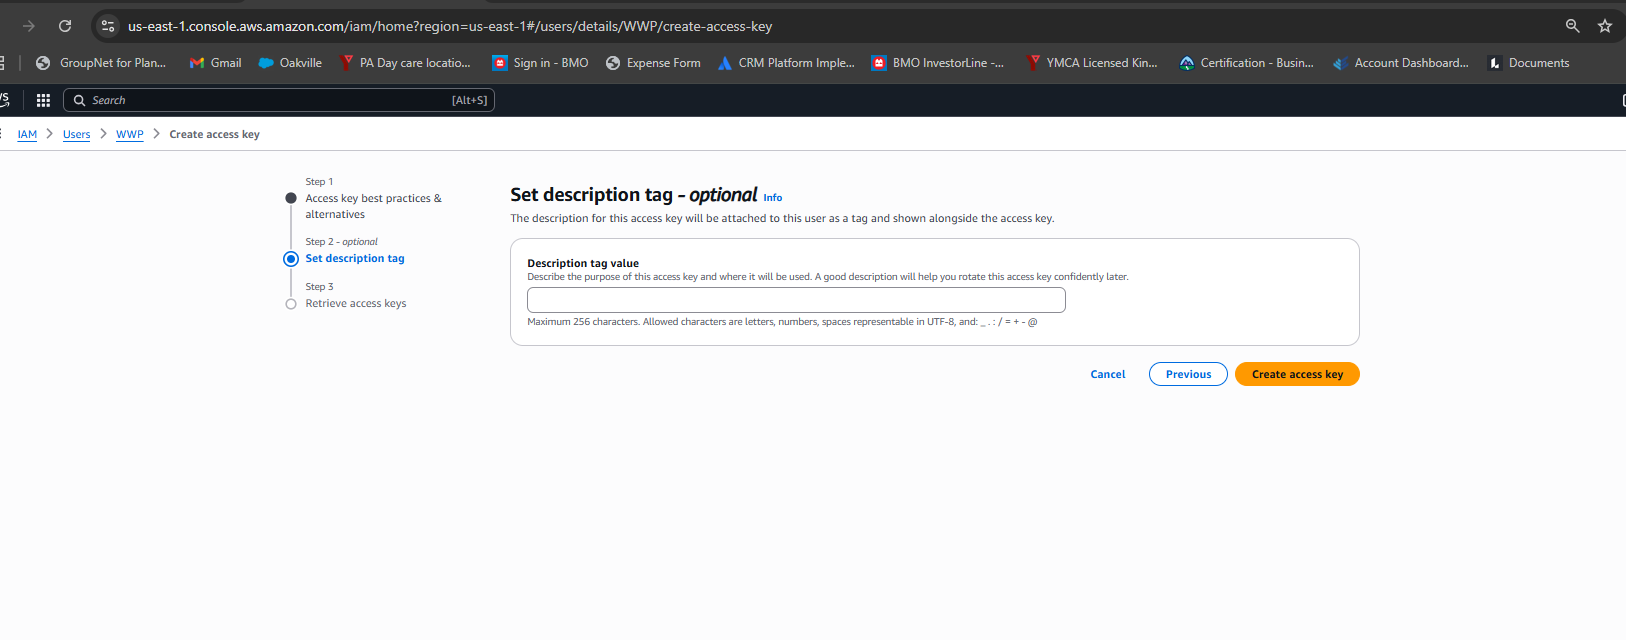 us-east-1.console.aws.amazon.com/iam/home?region=us-east-1#/users/details/WWP/create-access-key
GroupNet for Plan... Gmail Oakville PA Day care locatio... Sign in - BMO Expense Form CRM Platform Imple... BMO InvestorLine -... YMCA Licensed Kin... Certification - Busin... Account Dashboard... Documents
Search [Alt+S]
IAM > Users > WWP > Create access key
Step 1
Access key best practices &
alternatives
Step 2 - optional
Set description tag
Step 3
Retrieve access keys
Set description tag - optional Info
The description for this access key will be attached to this user as a tag and shown alongside the access key.
Description tag value
Describe the purpose of this access key and where it will be used. A good description will help you rotate this access key confidently later.
Maximum 256 characters. Allowed characters are letters, numbers, spaces representable in UTF-8, and: _ . : / = + - @
Cancel Previous Create access key